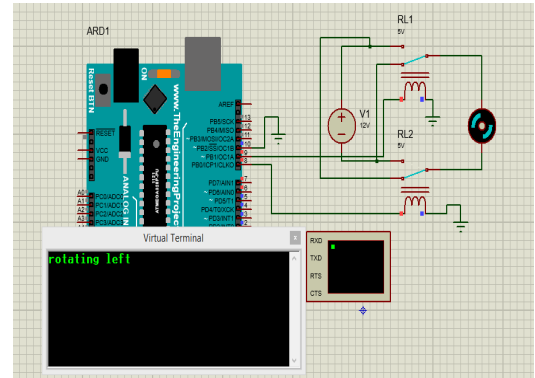 ARD1
RL1
5V
Reset BTN
ON
www.TheEngineeringProje
AREF
RESET
VCC
GND
PB5/SCK
13
PB4/MISO
12
~PB3/MOSI/OC2A
11
~PB2/SS/OC1B
10
~PB1/OC1A
9
PB0/ICP1/CLKO
8
PD7/AIN1
7
~PD6/AIN0
6
~PD5/T1
5
PD4/T0/XCK
4
~PD3/INT1
3
2
ANALOG IN
A0
PC0/ADC0
A1
PC1/ADC1
A2
PC2/ADC2
A3
V1
12V
RL2
5V
Virtual Terminal
x
rotating left
RXD
TXD
RTS
CTS